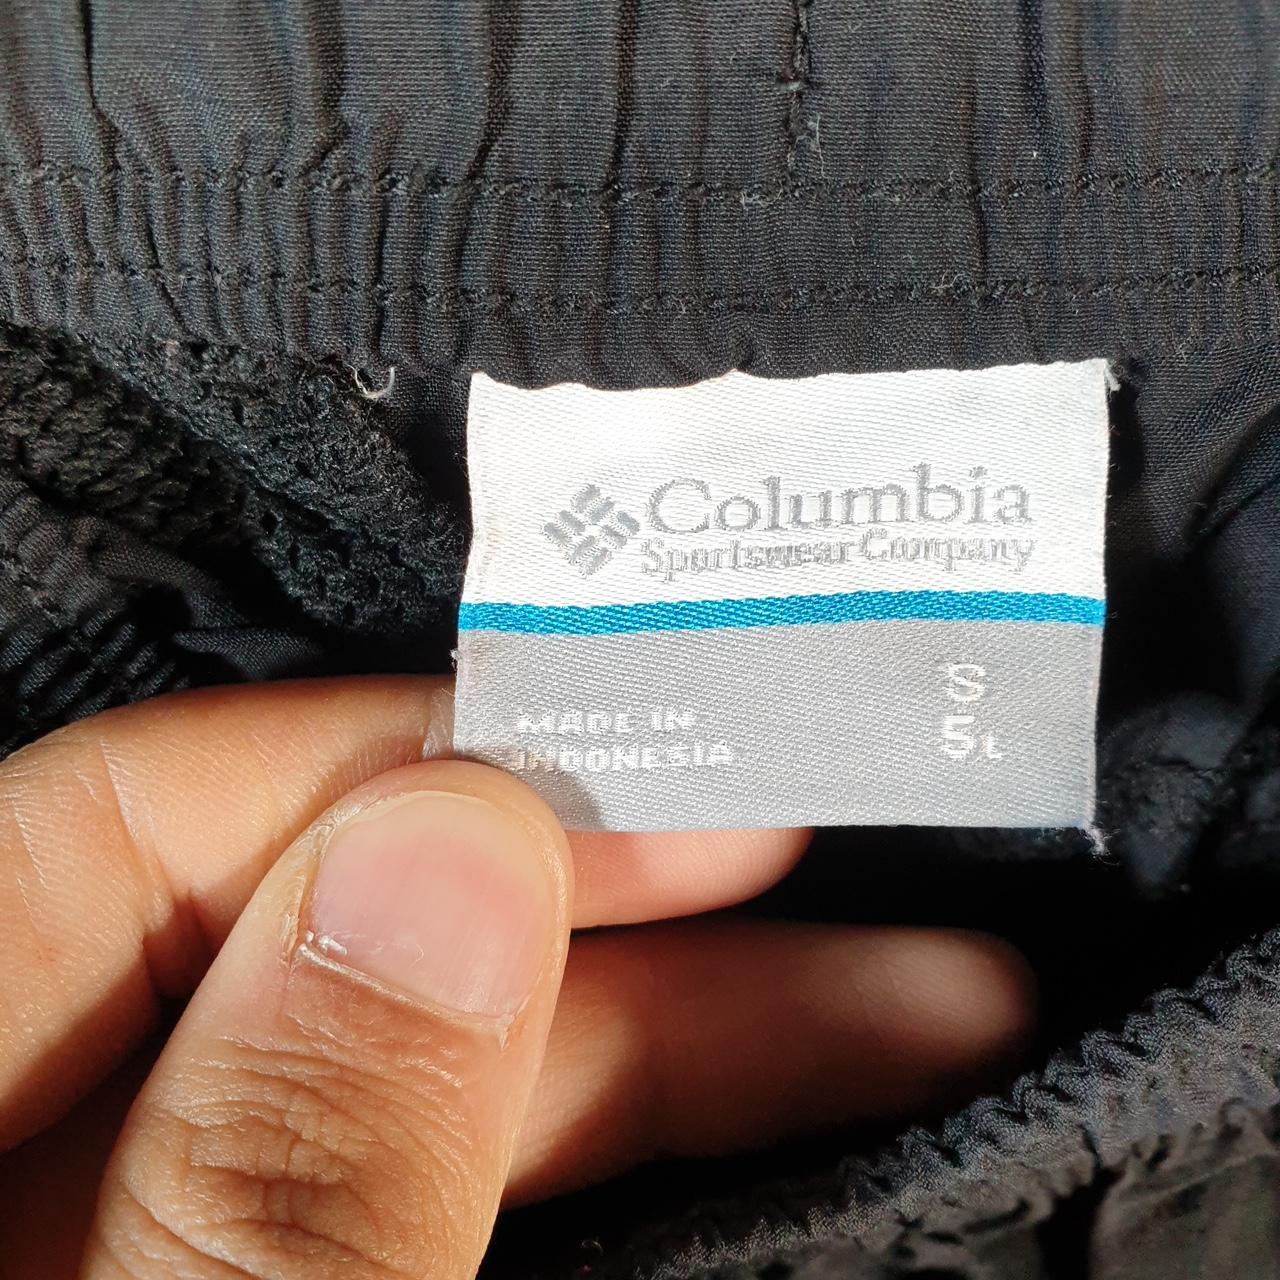 Columbia
Sportswear Company
S
5L
MADE IN
INDONESIA